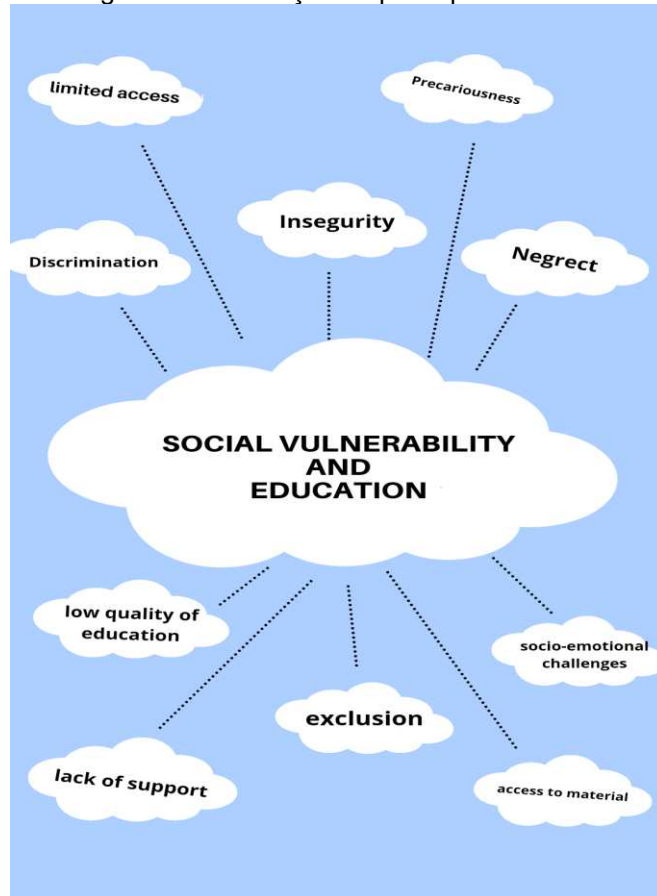 limited access
Precariousness
Insegurity
Discrimination
Negrect
SOCIAL VULNERABILITY
AND
EDUCATION
low quality of
education
socio-emotional
challenges
exclusion
lack of support
access to material